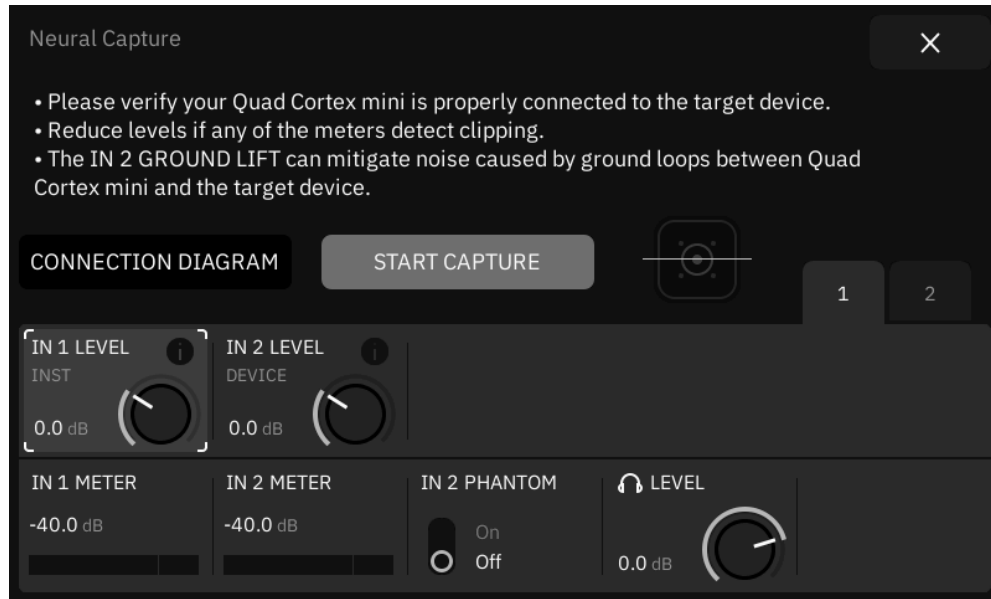 Neural Capture
• Please verify your Quad Cortex mini is properly connected to the target device.
• Reduce levels if any of the meters detect clipping.
• The IN 2 GROUND LIFT can mitigate noise caused by ground loops between Quad
Cortex mini and the target device.
CONNECTION DIAGRAM
START CAPTURE
1
2
IN 1 LEVEL
INST
0.0 dB
IN 2 LEVEL
DEVICE
0.0 dB
IN 1 METER
-40.0 dB
IN 2 METER
-40.0 dB
IN 2 PHANTOM
On
Off
LEVEL
0.0 dB